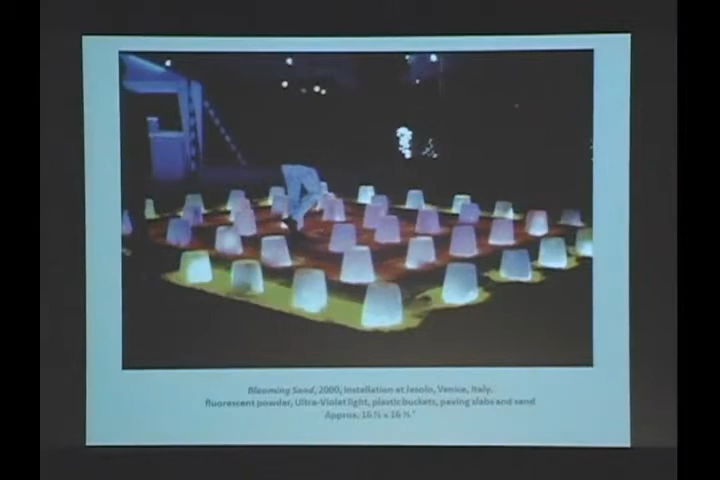 Blooming Sand, 2000, Installation at Jesolo, Venice, Italy.
fluorescent powder, Ultra-Violet light, plastic buckets, paving slabs and sand
Approx. 16 ½ x 16 ½ '